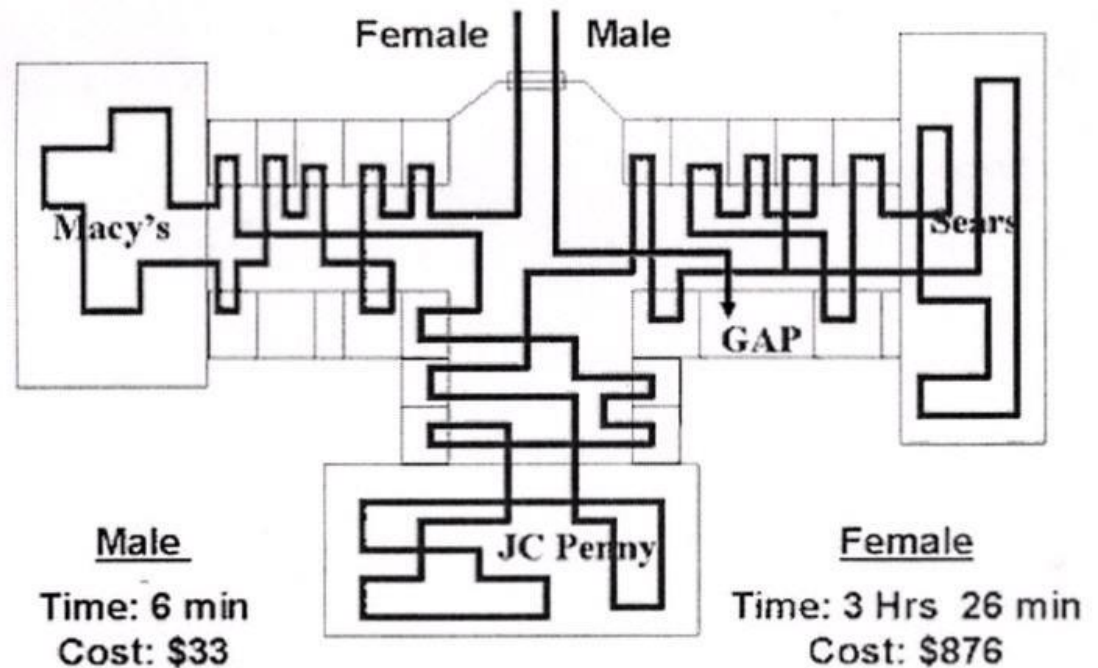 Female Male
Macy's
Sears
GAP
JC Penny
Male
Time: 6 min
Cost: $33
Female
Time: 3 Hrs 26 min
Cost: $876